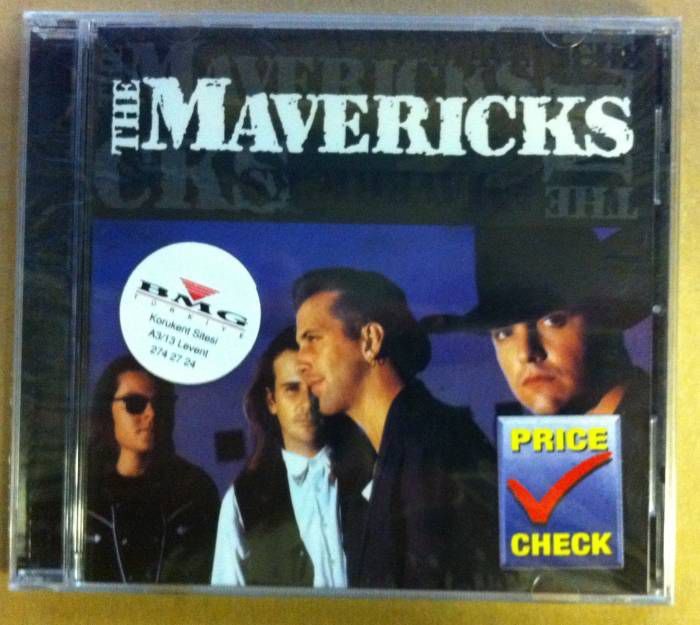 THE MAVERICKS
BMG
TÜRKİYE
Korukent Sitesi
A3/13 Levent
274 27 24
PRICE
CHECK